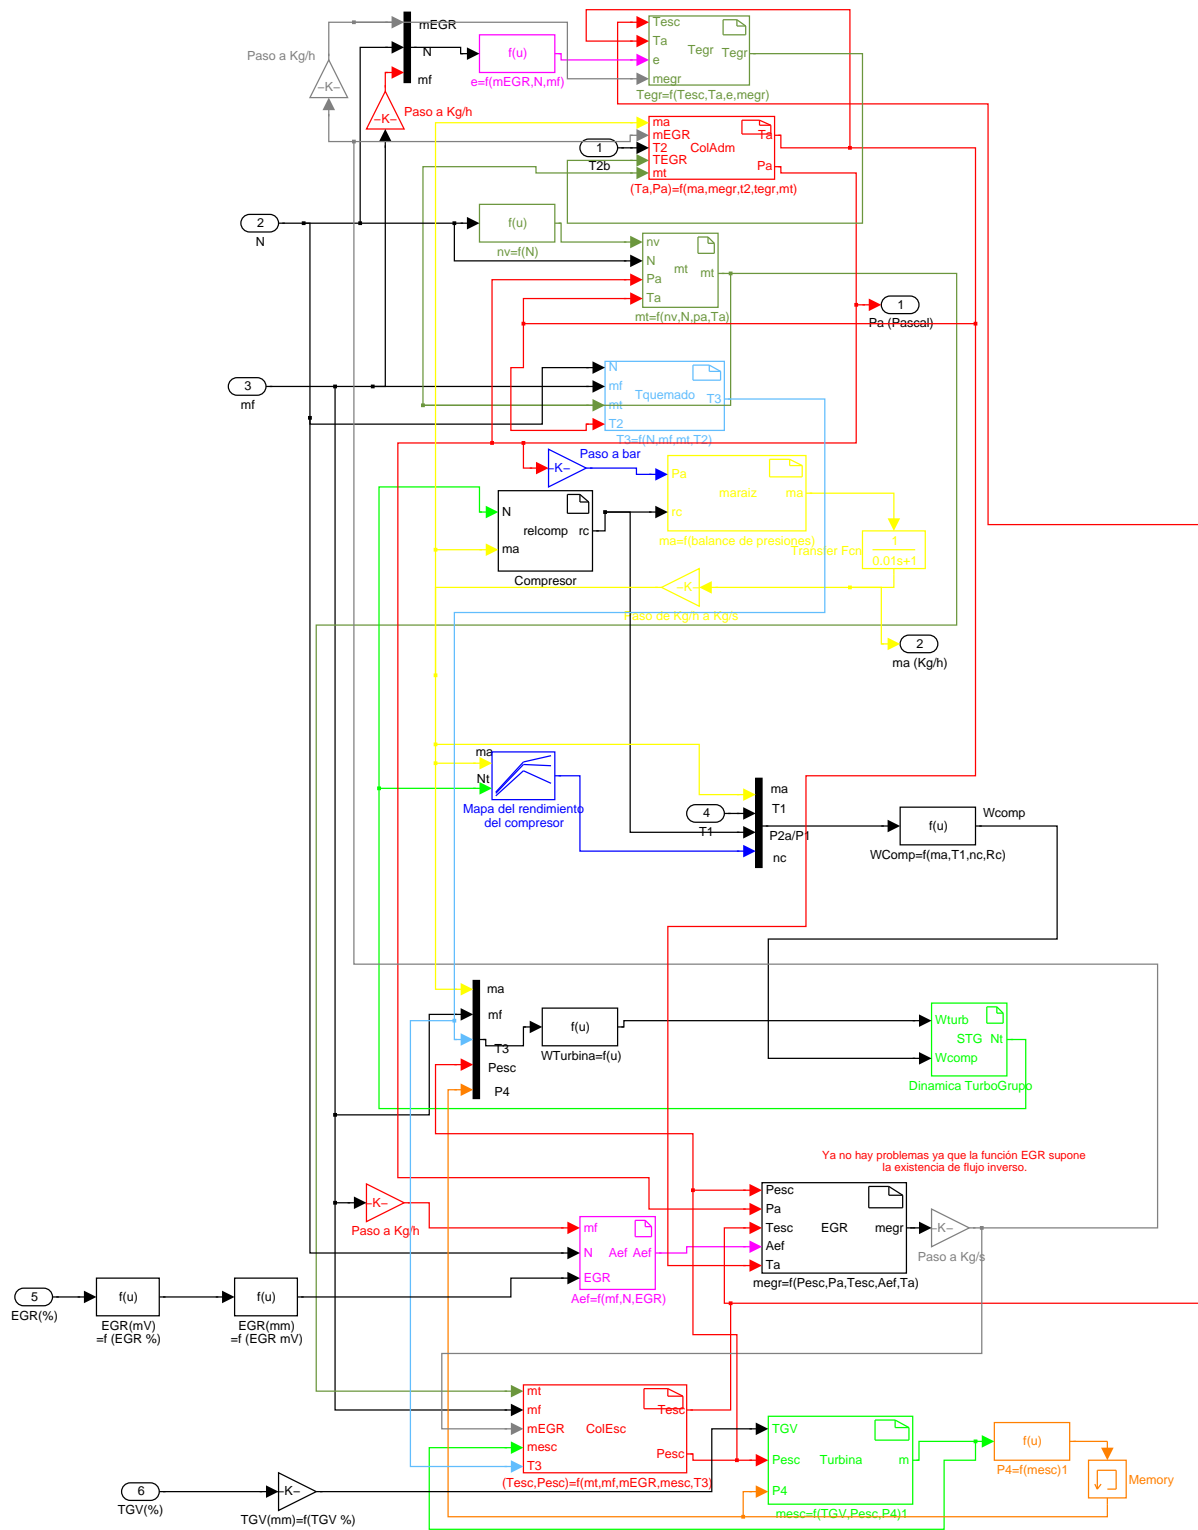 mEGR
N
mf
Paso a Kg/h
-K-
-K-
Paso a Kg/h
f(u)
e=f(mEGR,N,mf)
Tesc
Ta
e
megr
Tegr
Tegr
Tegr=f(Tesc,Ta,e,megr)
ma
mEGR
T2
TEGR
mt
ColAdm
Ta
Pa
(Ta,Pa)=f(ma,megr,t2,tegr,mt)
1
T2b
2
N
f(u)
nv=f(N)
nv
N
Pa
Ta
mt
mt
mt=f(nv,N,pa,Ta)
1
Pa (Pascal)
3
mf
N
mf
mt
T2
Tquemado
T3
T3=f(N,mf,mt,T2)
-K-
Paso a bar
Pa
rc
maraiz
ma
ma=f(balance de presiones)
N
ma
relcomp
rc
Compresor
1
0.01s+1
Transfer Fcn
-K-
Paso de Kg/h a Kg/s
2
ma (Kg/h)
ma
Nt
Mapa del rendimiento
del compresor
4
T1
ma
T1
P2a/P1
nc
f(u)
WComp=f(ma,T1,nc,Rc)
Wcomp
ma
mf
T3
Pesc
P4
f(u)
WTurbina=f(u)
Wturb
Wcomp
STG
Nt
Dinamica TurboGrupo
Ya no hay problemas ya que la función EGR supone
la existencia de flujo inverso.
-K-
Paso a Kg/h
mf
N
EGR
Aef
Aef
Aef=f(mf,N,EGR)
Pesc
Pa
Tesc
Aef
Ta
EGR
megr
megr=f(Pesc,Pa,Tesc,Aef,Ta)
-K-
Paso a Kg/s
5
EGR(%)
f(u)
EGR(mV)
=f (EGR %)
f(u)
EGR(mm)
=f (EGR mV)
mt
mf
mEGR
mesc
T3
ColEsc
Tesc
Pesc
(Tesc,Pesc)=f(mt,mf,mEGR,mesc,T3)
TGV
Pesc
P4
Turbina
m
mesc=f(TGV,Pesc,P4)1
f(u)
P4=f(mesc)1
Memory
6
TGV(%)
-K-
TGV(mm)=f(TGV %)